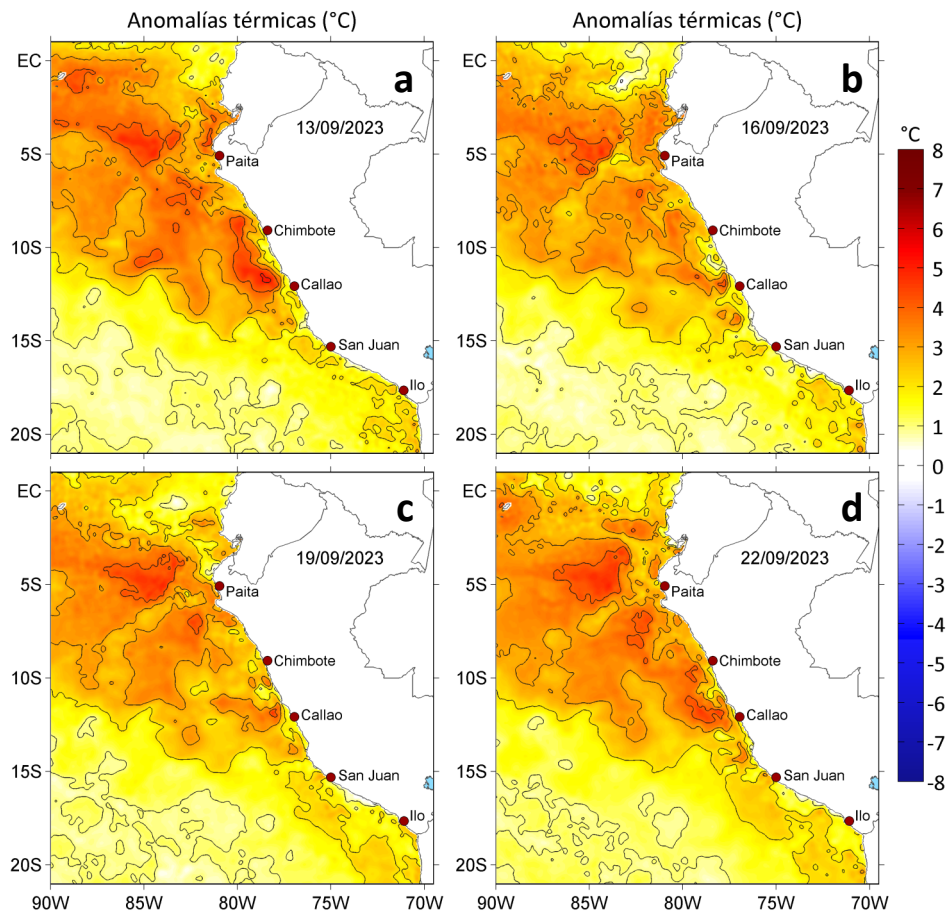 Anomalías térmicas (°C)
Anomalías térmicas (°C)
EC
5S
10S
15S
20S
a
13/09/2023
Paita
Chimbote
Callao
San Juan
Ilo
EC
5S
10S
15S
20S
b
16/09/2023
Paita
Chimbote
Callao
San Juan
Ilo
°C
8
7
6
5
4
3
2
1
0
-1
-2
-3
-4
-5
-6
-7
-8
EC
5S
10S
15S
20S
c
19/09/2023
Paita
Chimbote
Callao
San Juan
Ilo
90W
85W
80W
75W
70W
EC
5S
10S
15S
20S
d
22/09/2023
Paita
Chimbote
Callao
San Juan
Ilo
90W
85W
80W
75W
70W